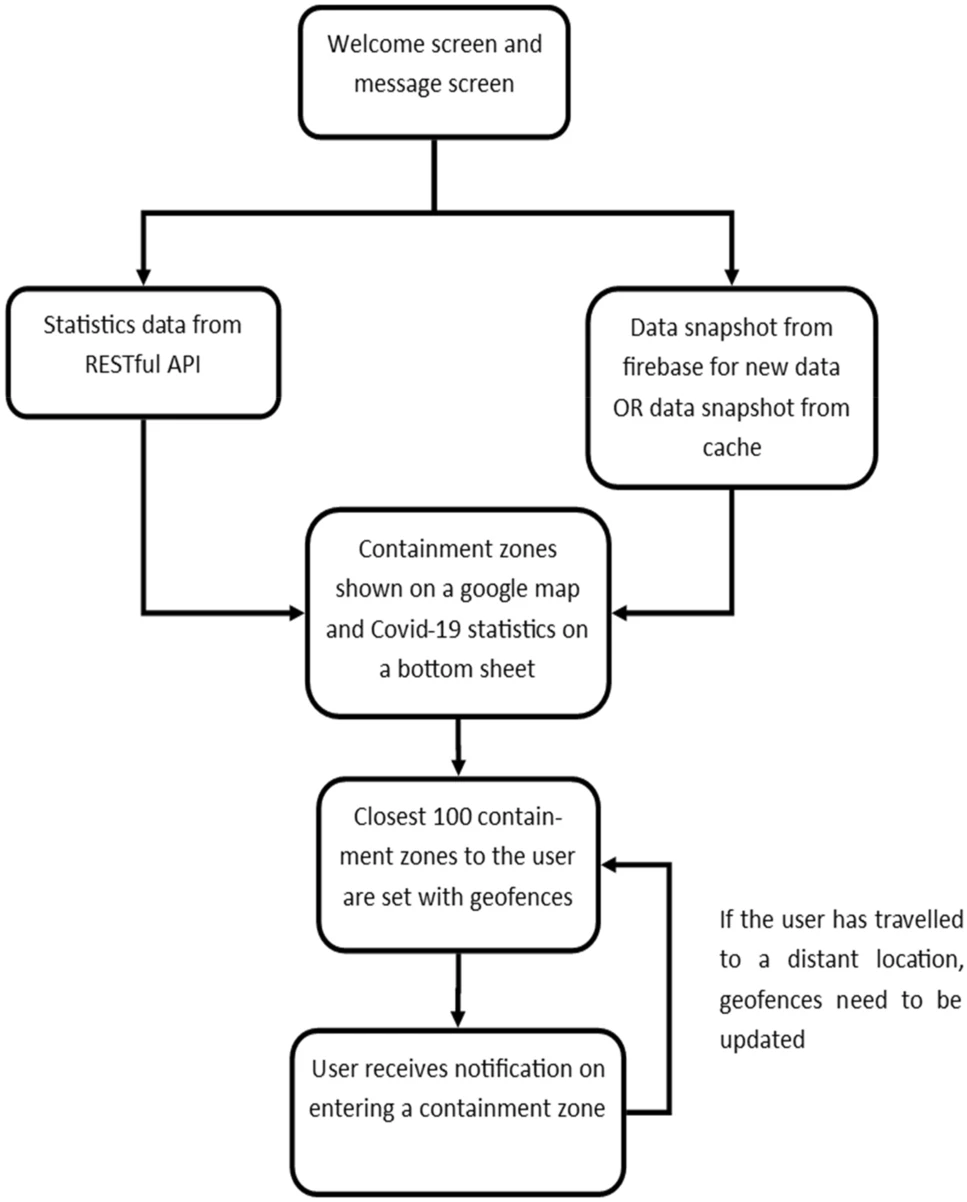 Welcome screen and
message screen
Statistics data from
RESTful API
Data snapshot from
firebase for new data
OR data snapshot from
cache
Containment zones
shown on a google map
and Covid-19 statistics on
a bottom sheet
Closest 100 contain-
ment zones to the user
are set with geofences
If the user has travelled
to a distant location,
geofences need to be
updated
User receives notification on
entering a containment zone